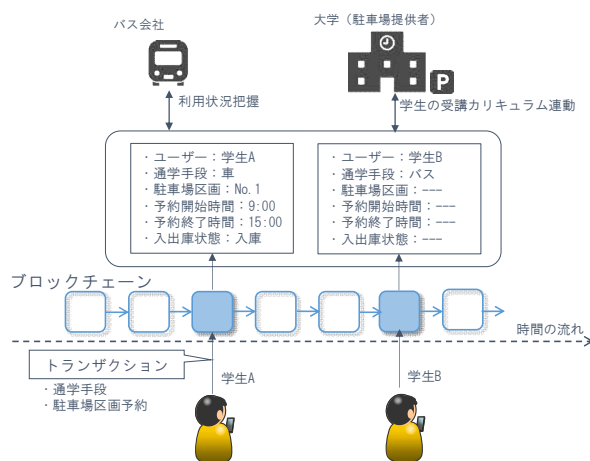 バス会社
大学（駐車場提供者）
P
利用状況把握
学生の受講カリキュラム連動
・ユーザー：学生A
・通学手段：車
・駐車場区画：No.1
・予約開始時間：9:00
・予約終了時間：15:00
・入出庫状態：入庫
・ユーザー：学生B
・通学手段：バス
・駐車場区画：---
・予約開始時間：---
・予約終了時間：---
・入出庫状態：---
ブロックチェーン
時間の流れ
トランザクション
・通学手段
・駐車場区画予約
学生A
学生B